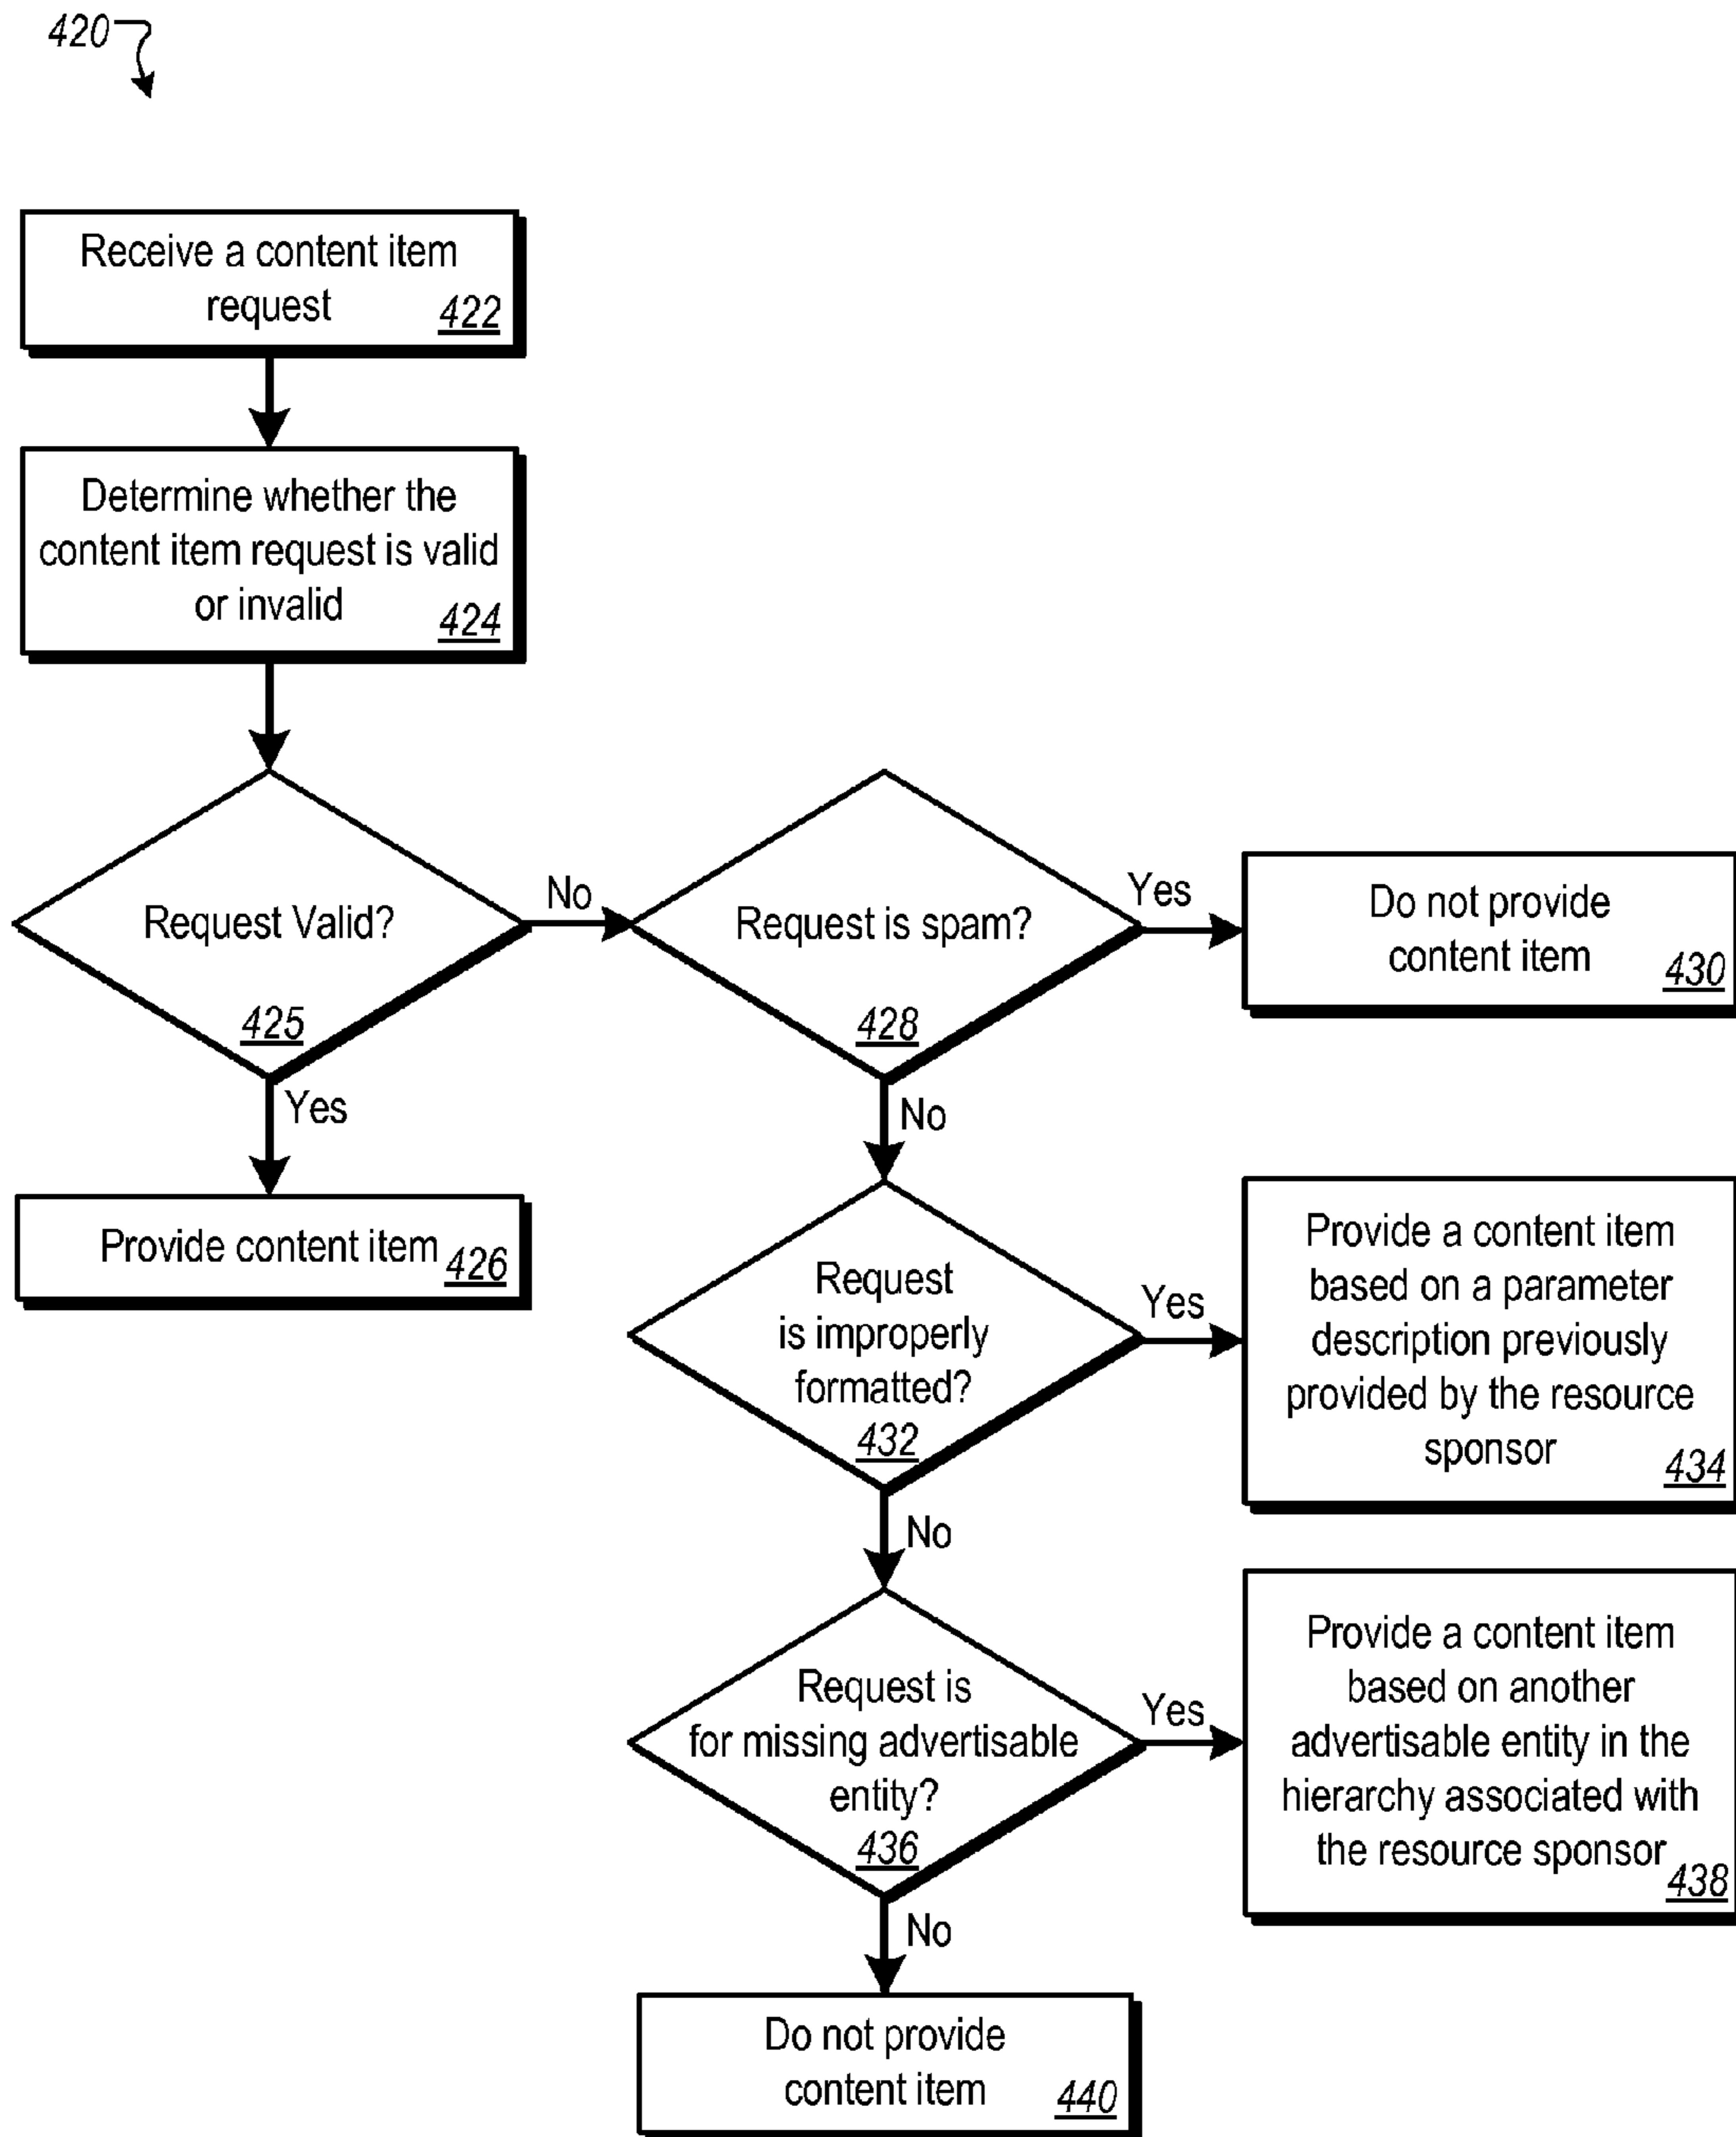 420
Receive a content item
request
422
Determine whether the
content item request is valid
or invalid
424
Request Valid?
425
No
Yes
Provide content item
426
Request is spam?
428
Yes
No
Do not provide
content item
430
Request
is improperly
formatted?
432
Yes
No
Provide a content item
based on a parameter
description previously
provided by the resource
sponsor
434
Request is
for missing advertisable
entity?
436
Yes
No
Provide a content item
based on another
advertisable entity in the
hierarchy associated with
the resource sponsor
438
Do not provide
content item
440